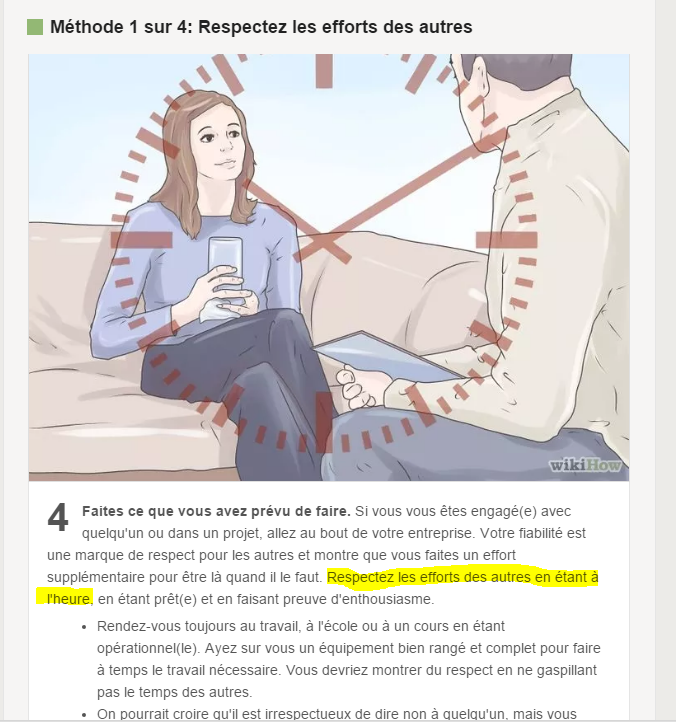 Méthode 1 sur 4: Respectez les efforts des autres
wikiHow
4 Faites ce que vous avez prévu de faire. Si vous vous êtes engagé(e) avec
quelqu'un ou dans un projet, allez au bout de votre entreprise. Votre fiabilité est
une marque de respect pour les autres et montre que vous faites un effort
supplémentaire pour être là quand il le faut. Respectez les efforts des autres en étant à
l'heure, en étant prêt(e) et en faisant preuve d'enthousiasme.
• Rendez-vous toujours au travail, à l'école ou à un cours en étant
opérationnel(le). Ayez sur vous un équipement bien rangé et complet pour faire
à temps le travail nécessaire. Vous devriez montrer du respect en ne gaspillant
pas le temps des autres.
• On pourrait croire qu'il est irrespectueux de dire non à quelqu'un, mais vous